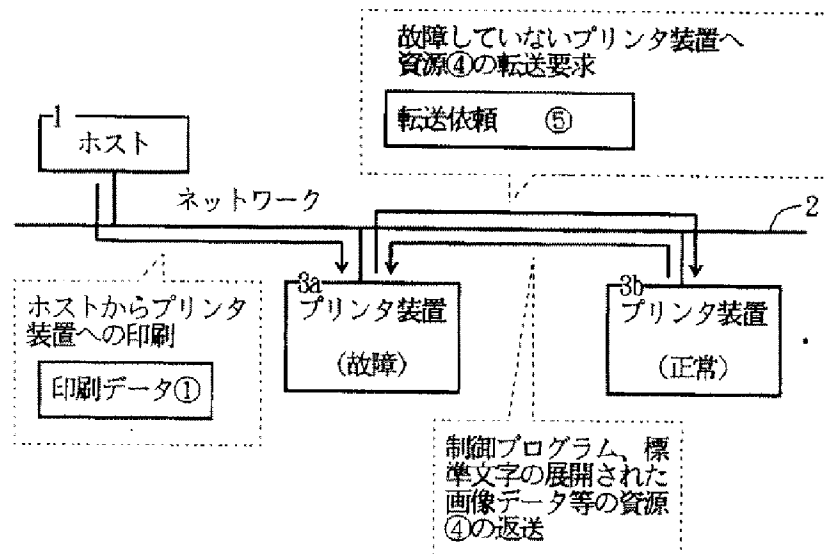 故障していないプリンタ装置へ
資源④の転送要求
転送依頼 ⑤
1
ホスト
ネットワーク
2
ホストからプリンタ
装置への印刷
印刷データ①
3a
プリンタ装置
(故障)
3b
プリンタ装置
(正常)
制御プログラム、標
準文字の展開された
画像データ等の資源
④の返送